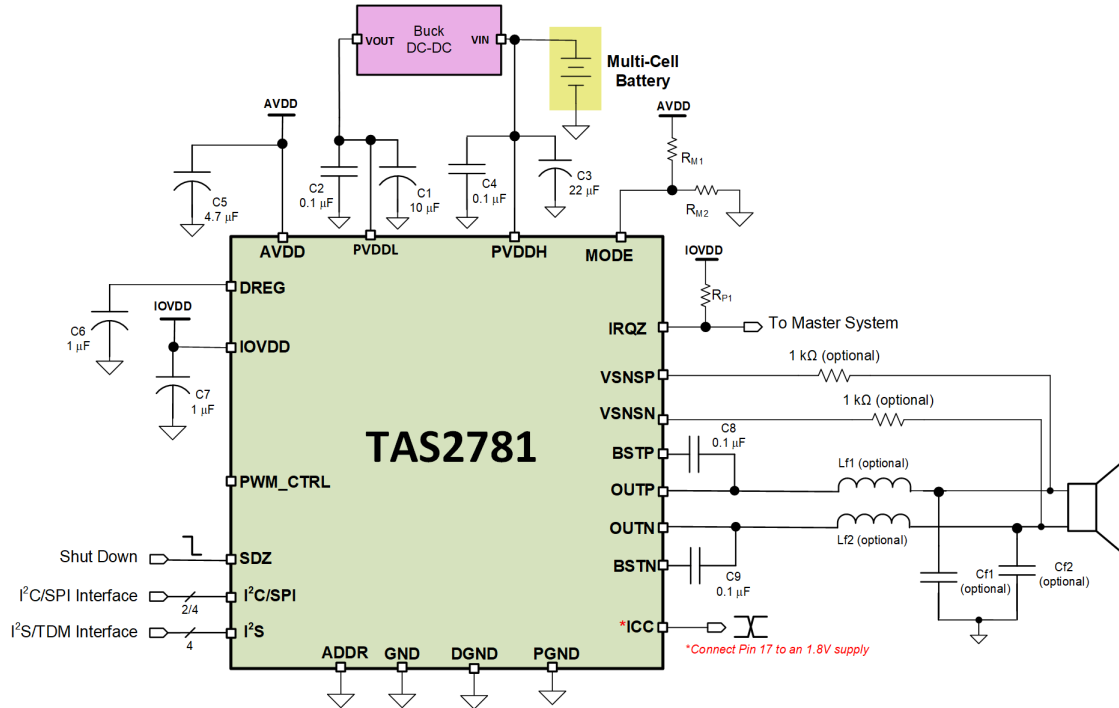 Buck
DC-DC
VOUT
VIN
Multi-Cell
Battery
AVDD
AVDD
C5
4.7 µF
C2
0.1 µF
C1
10 µF
C4
0.1 µF
C3
22 µF
RM1
RM2
AVDD
PVDDL
PVDDH
MODE
IOVDD
RP1
DREG
C6
1 µF
IOVDD
IOVDD
C7
1 µF
IRQZ
To Master System
1 kΩ (optional)
VSNSP
1 kΩ (optional)
VSNSN
TAS2781
C8
0.1 µF
BSTP
Lf1 (optional)
PWM_CTRL
OUTP
OUTN
Lf2 (optional)
Shut Down
SDZ
BSTN
C9
0.1 µF
Cf1
(optional)
Cf2
(optional)
I²C/SPI Interface
2/4
I²C/SPI
I²S/TDM Interface
4
I²S
*ICC
*Connect Pin 17 to an 1.8V supply
ADDR
GND
DGND
PGND